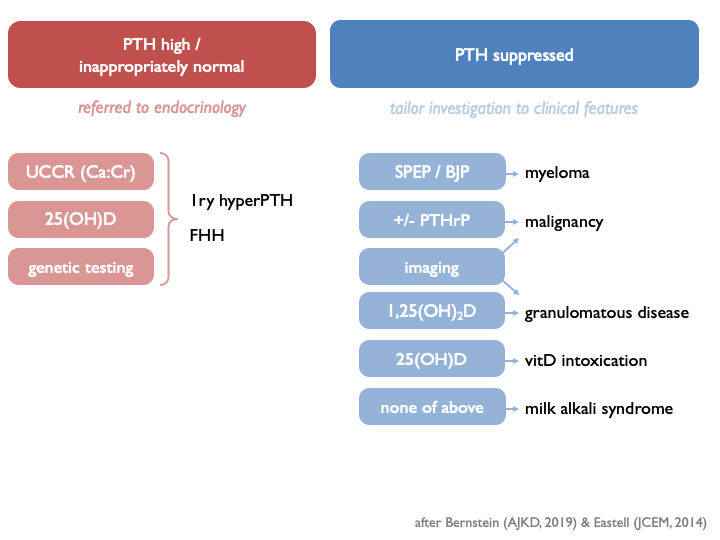 PTH high /
inappropriately normal
referred to endocrinology
UCCR (Ca:Cr)
25(OH)D
genetic testing
1ry hyperPTH
FHH
PTH suppressed
tailor investigation to clinical features
SPEP / BJP
myeloma
+/- PTHrP
malignancy
imaging
1,25(OH)₂D
granulomatous disease
25(OH)D
vitD intoxication
none of above
milk alkali syndrome
after Bernstein (AJKD, 2019) & Eastell (JCEM, 2014)